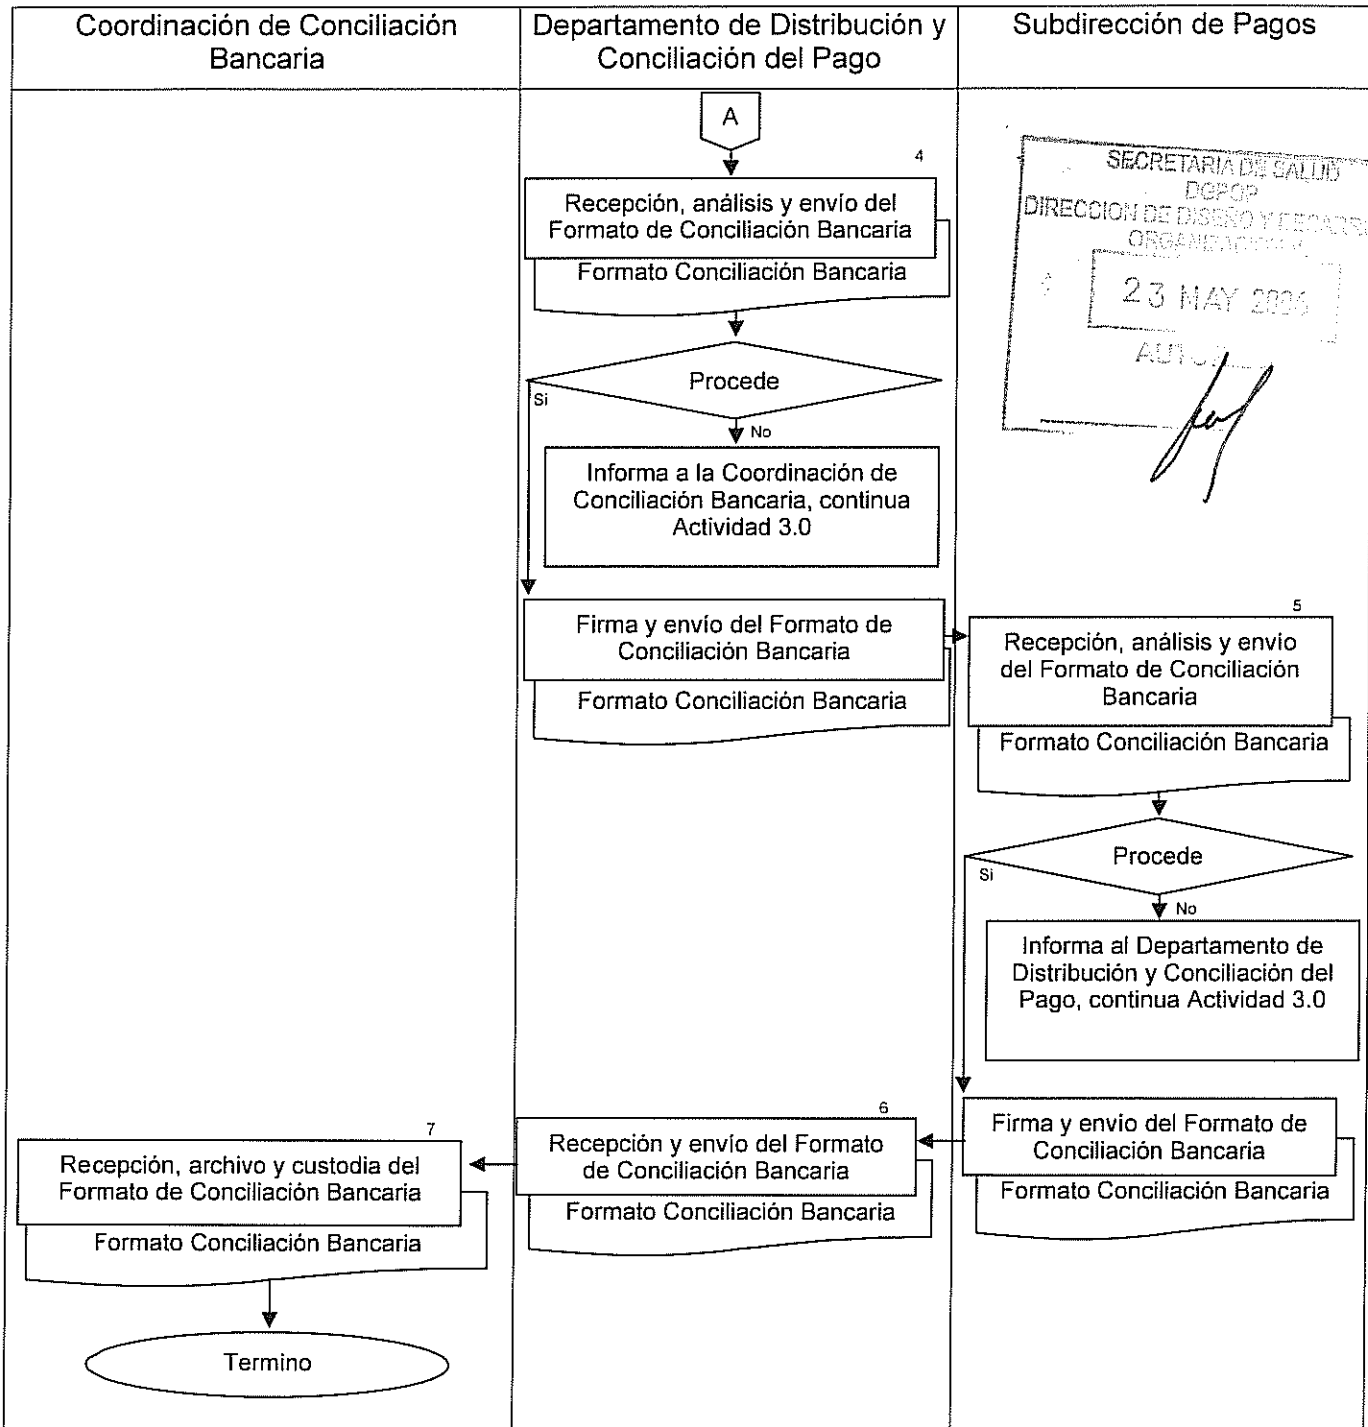 Coordinación de Conciliación
Bancaria
Departamento de Distribución y
Conciliación del Pago
Subdirección de Pagos
A
4
Recepción, análisis y envío del
Formato de Conciliación Bancaria
Formato Conciliación Bancaria
SECRETARIA DE SALUD
DGPOP
DIRECCION DE DISEÑO Y
23 MAY
Procede
Si
No
Informa a la Coordinación de
Conciliación Bancaria, continua
Actividad 3.0
Firma y envío del Formato de
Conciliación Bancaria
Formato Conciliación Bancaria
5
Recepción, análisis y envío
del Formato de Conciliación
Bancaria
Formato Conciliación Bancaria
Procede
Si
No
Informa al Departamento de
Distribución y Conciliación del
Pago, continua Actividad 3.0
Firma y envío del Formato de
Conciliación Bancaria
Formato Conciliación Bancaria
6
Recepción y envío del Formato
de Conciliación Bancaria
Formato Conciliación Bancaria
7
Recepción, archivo y custodia del
Formato de Conciliación Bancaria
Formato Conciliación Bancaria
Termino